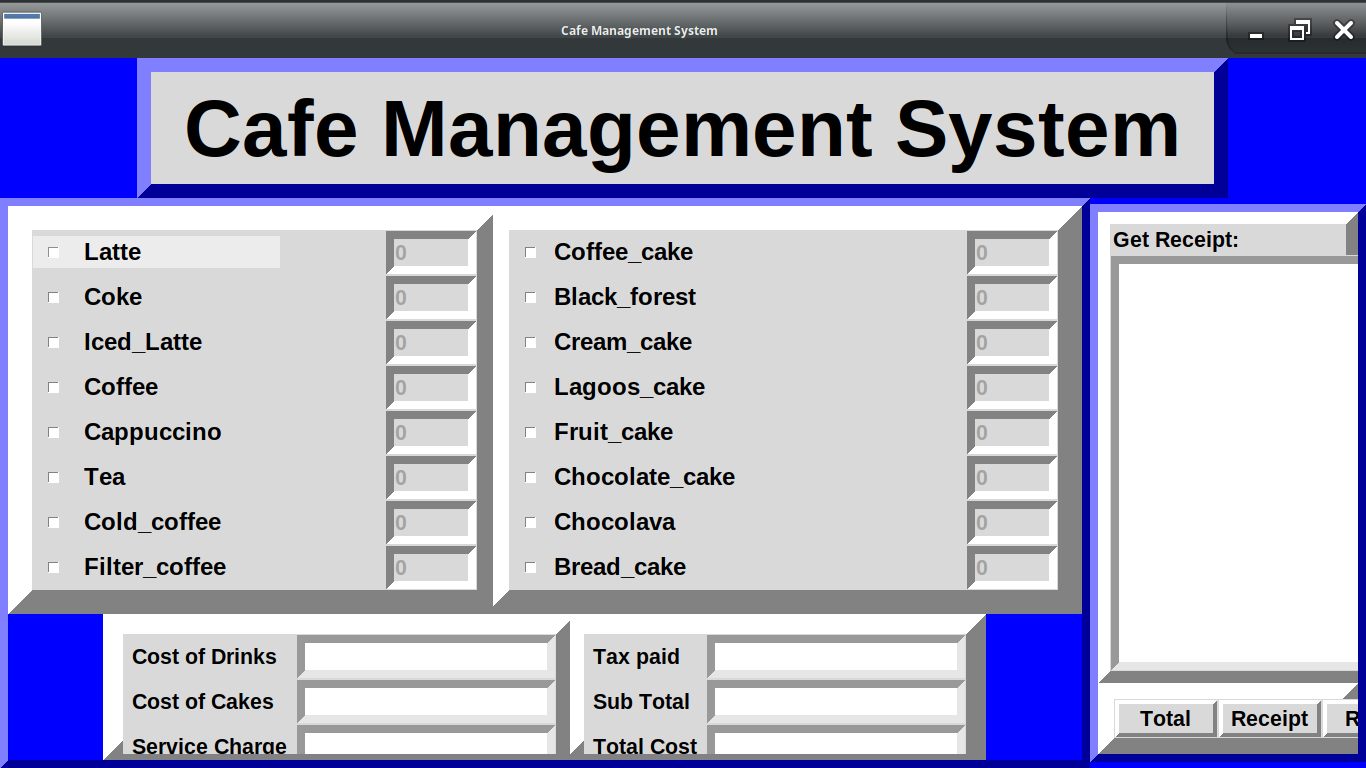 Cafe Management System
Cafe Management System
Latte 0
Coke 0
Iced_Latte 0
Coffee 0
Cappuccino 0
Tea 0
Cold_coffee 0
Filter_coffee 0
Coffee_cake 0
Black_forest 0
Cream_cake 0
Lagoos_cake 0
Fruit_cake 0
Chocolate_cake 0
Chocolava 0
Bread_cake 0
Get Receipt:
Cost of Drinks
Cost of Cakes
Service Charge
Tax paid
Sub Total
Total Cost
Total Receipt